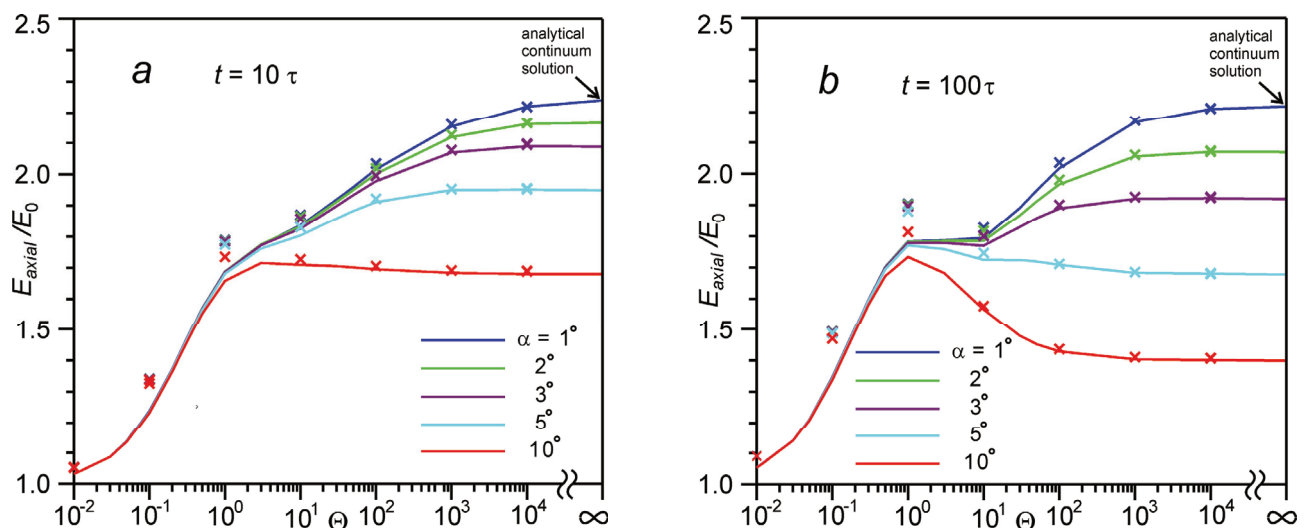 2.5
2.0
1.5
1.0
E_axial /E_0
a
t = 10 τ
analytical
continuum
solution
α = 1°
2°
3°
5°
10°
10^-2
10^-1
10^0
10^1
10^2
10^3
10^4
∞
Θ
2.5
2.0
1.5
1.0
E_axial /E_0
b
t = 100τ
analytical
continuum
solution
α = 1°
2°
3°
5°
10°
10^-2
10^-1
10^0
10^1
10^2
10^3
10^4
∞
Θ